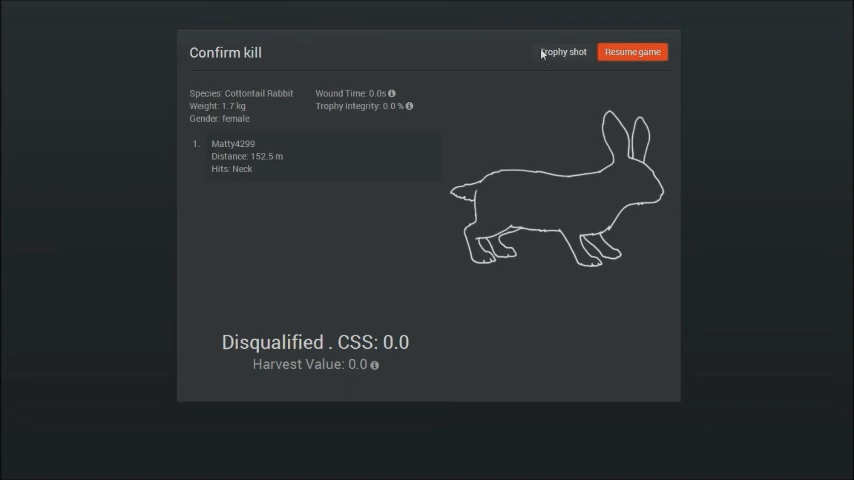 Confirm kill
Trophy shot
Resume game
Species: Cottontail Rabbit
Weight: 1.7 kg
Gender: female
Wound Time: 0.0s
Trophy Integrity: 0.0 %
1. Matty4299
Distance: 152.5 m
Hits: Neck
Disqualified . CSS: 0.0
Harvest Value: 0.0